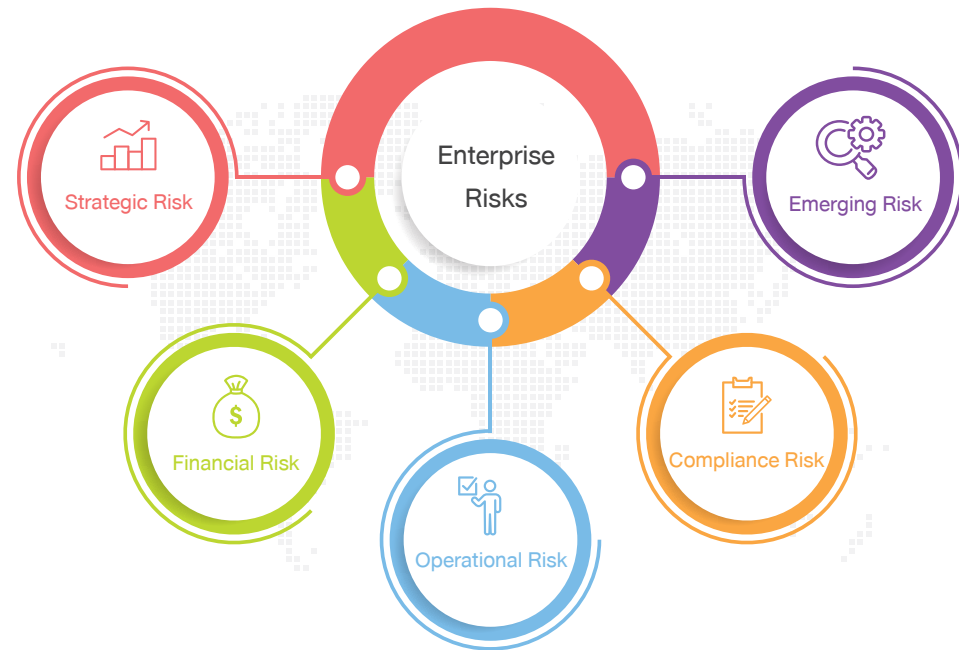 Enterprise
Risks
Strategic Risk
Emerging Risk
$
Financial Risk
Compliance Risk
Operational Risk